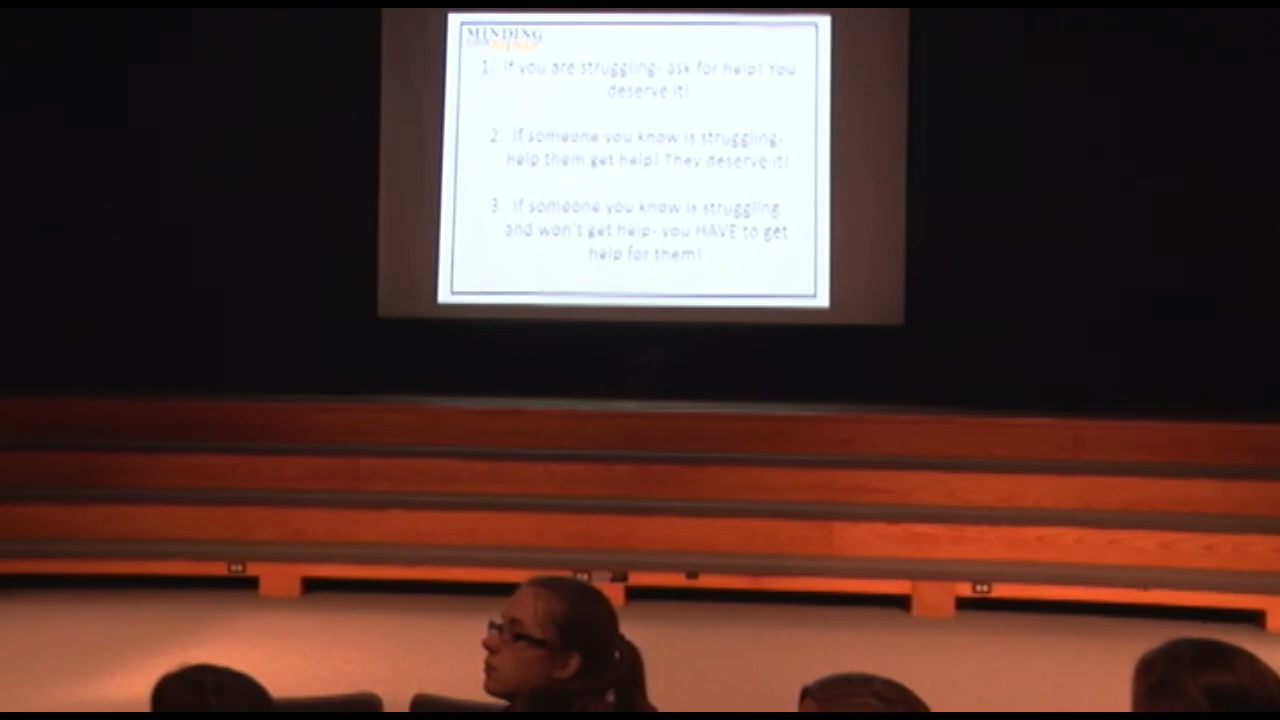 MINDING
YOUR MIND
1. If you are struggling- ask for help! You
deserve it!
2. If someone you know is struggling-
help them get help! They deserve it!
3. If someone you know is struggling
and won't get help- you HAVE to get
help for them!